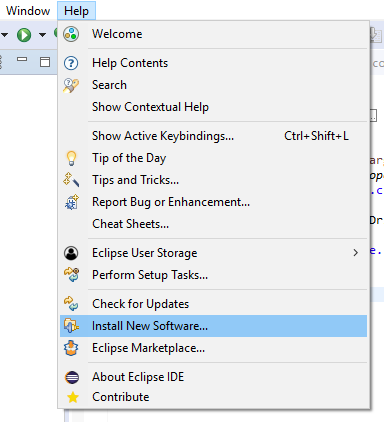 Window Help
Welcome
Help Contents
Search
Show Contextual Help
Show Active Keybindings... Ctrl+Shift+L
Tip of the Day
Tips and Tricks...
Report Bug or Enhancement...
Cheat Sheets...
Eclipse User Storage
Perform Setup Tasks...
Check for Updates
Install New Software...
Eclipse Marketplace...
About Eclipse IDE
Contribute